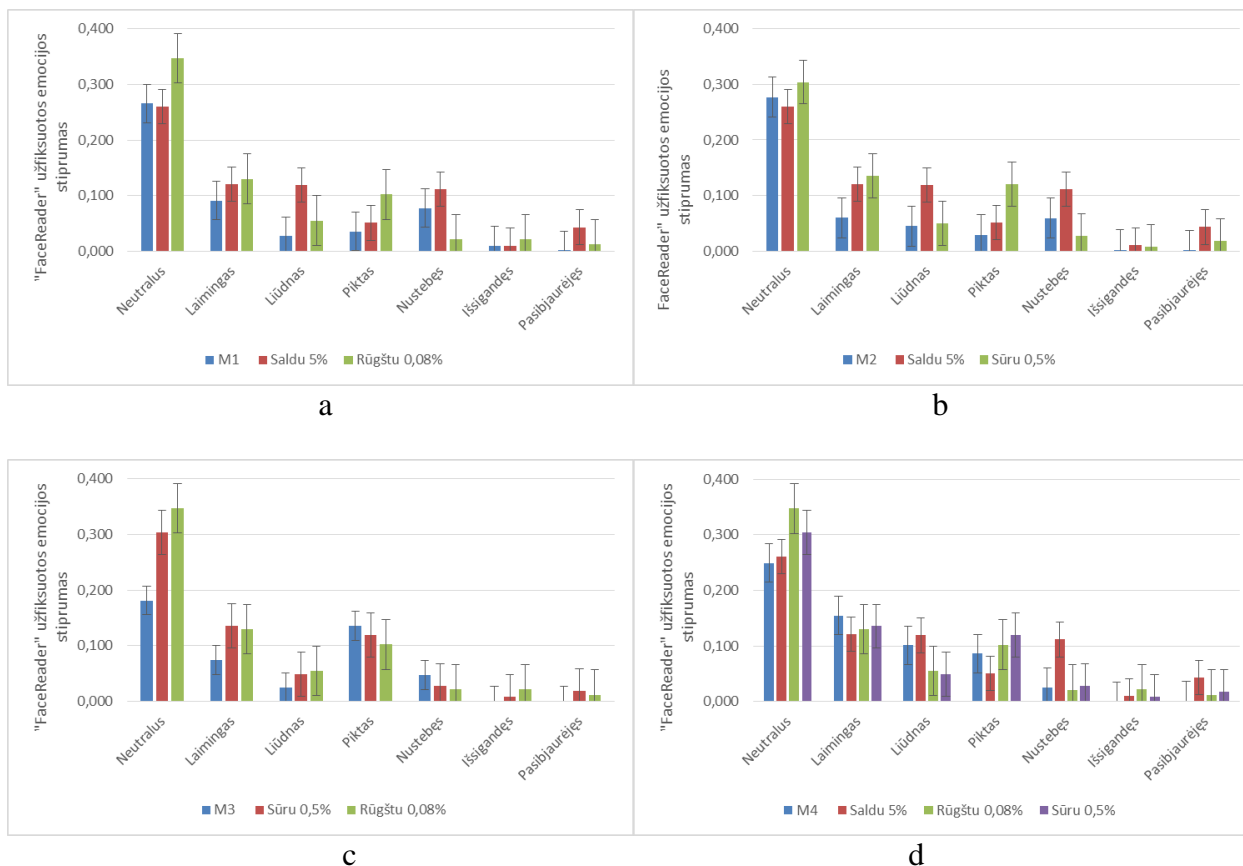 "FaceReader" užfiksuotos emocijos
stiprumas
0,400
0,300
0,200
0,100
0,000
Neutralus
Laimingas
Liūdnas
Piktas
Nustebęs
Išsigandęs
Pasibjaurėjęs
M1 Saldu 5% Rūgštu 0,08%
a
FaceReader" užfiksuotos emocijos
stiprumas
0,400
0,300
0,200
0,100
0,000
Neutralus
Laimingas
Liūdnas
Piktas
Nustebęs
Išsigandęs
Pasibjaurėjęs
M2 Saldu 5% Sūru 0,5%
b
"FaceReader" užfiksuotos emocijos
stiprumas
0,400
0,300
0,200
0,100
0,000
Neutralus
Laimingas
Liūdnas
Piktas
Nustebęs
Išsigandęs
Pasibjaurėjęs
M3 Sūru 0,5% Rūgštu 0,08%
c
"FaceReader" užfiksuotos emocijos
stiprumas
0,400
0,300
0,200
0,100
0,000
Neutralus
Laimingas
Liūdnas
Piktas
Nustebęs
Išsigandęs
Pasibjaurėjęs
M4 Saldu 5% Rūgštu 0,08% Sūru 0,5%
d